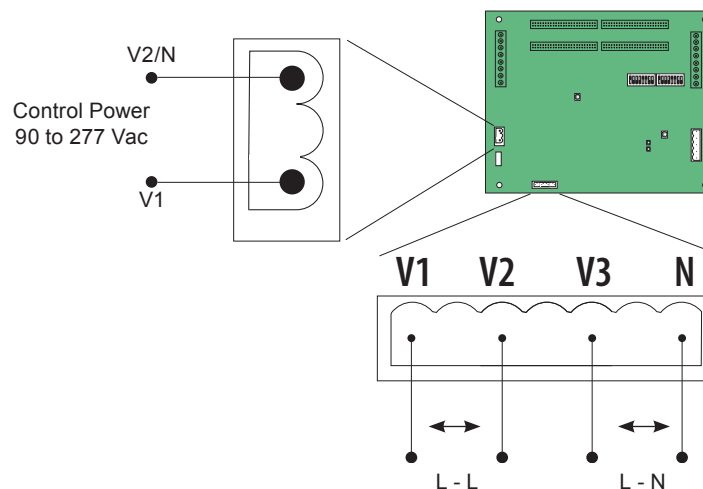 V2/N
Control Power
90 to 277 Vac
V1
V1 V2 V3 N
L - L L - N